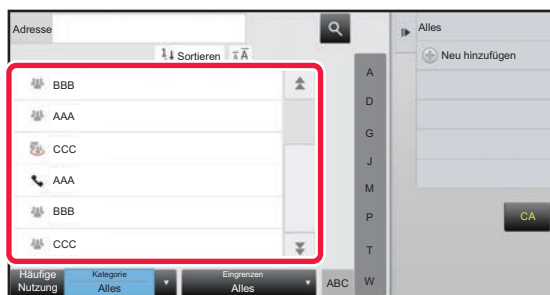 Adresse
Alles
Sortieren
Neu hinzufügen
BBB
AAA
CCC
AAA
BBB
CCC
A
D
G
J
M
P
T
W
CA
Häufige Nutzung
Kategorie
Alles
Eingrenzen
Alles
ABC